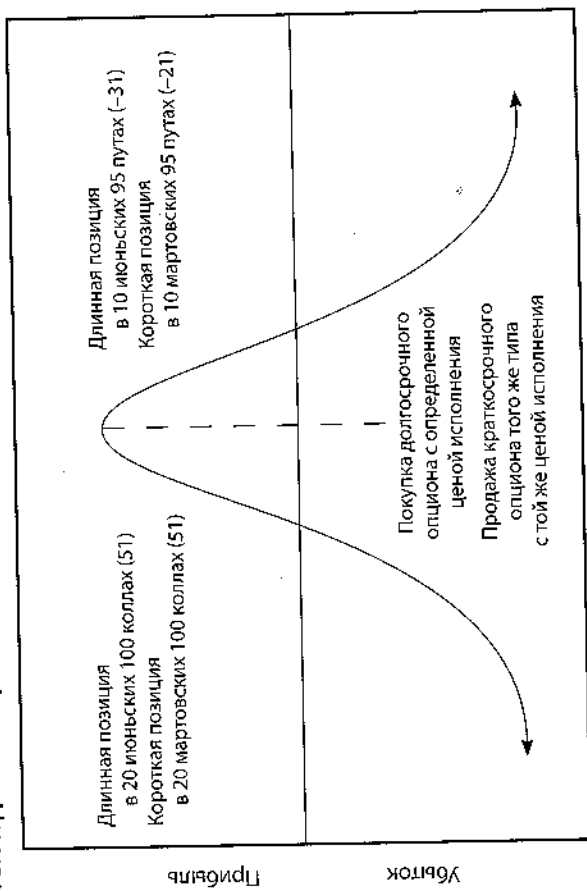 Прибыль
Убыток
Длинная позиция
в 20 июньских 100 коллах (51)
Короткая позиция
в 20 мартовских 100 коллах (51)
Длинная позиция
в 10 июньских 95 путах (–31)
Короткая позиция
в 10 мартовских 95 путах (–21)
Покупка долгосрочного
опциона с определенной
ценой исполнения
Продажа краткосрочного
опциона того же типа
с той же ценой исполнения